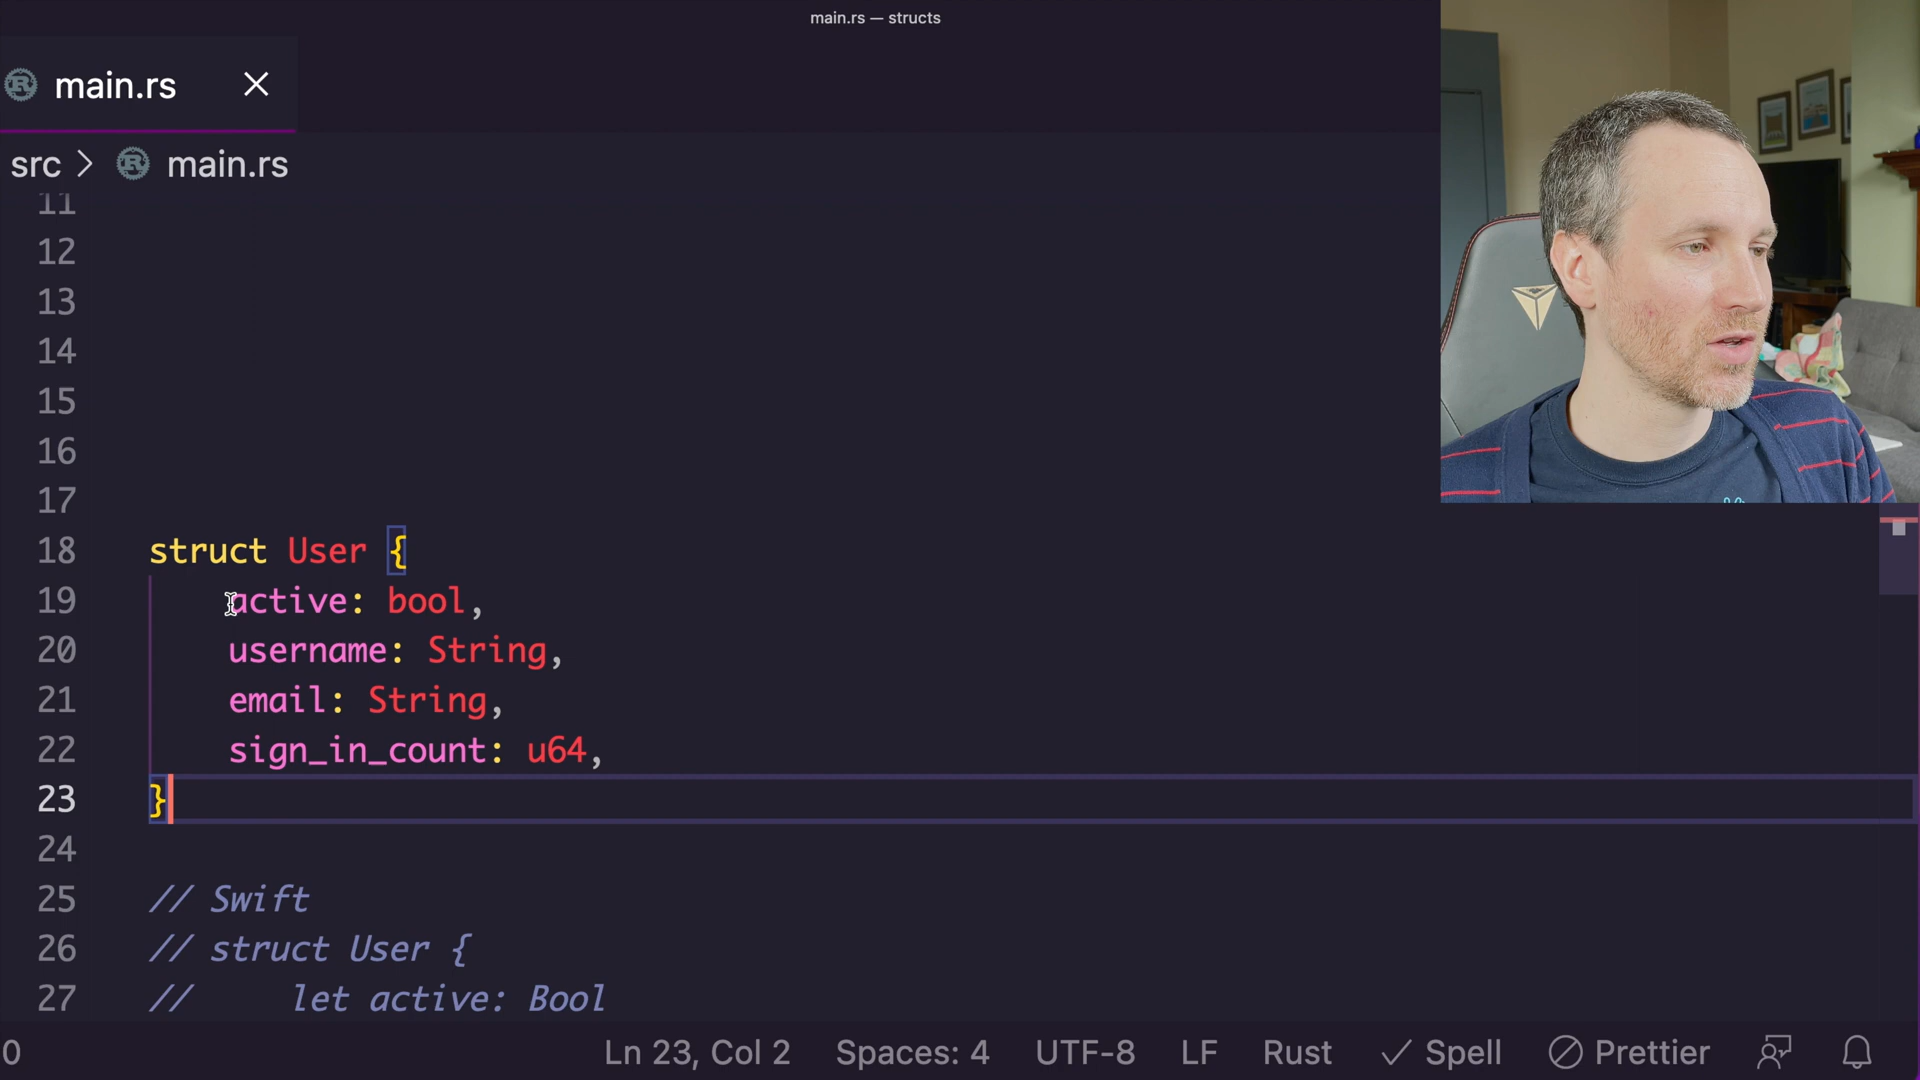 main.rs — structs
main.rs
src > main.rs
11
12
13
14
15
16
17
18 struct User {
19 active: bool,
20 username: String,
21 email: String,
22 sign_in_count: u64,
23 }
24
25 // Swift
26 // struct User {
27 // let active: Bool
0 Ln 23, Col 2 Spaces: 4 UTF-8 LF Rust Spell Prettier